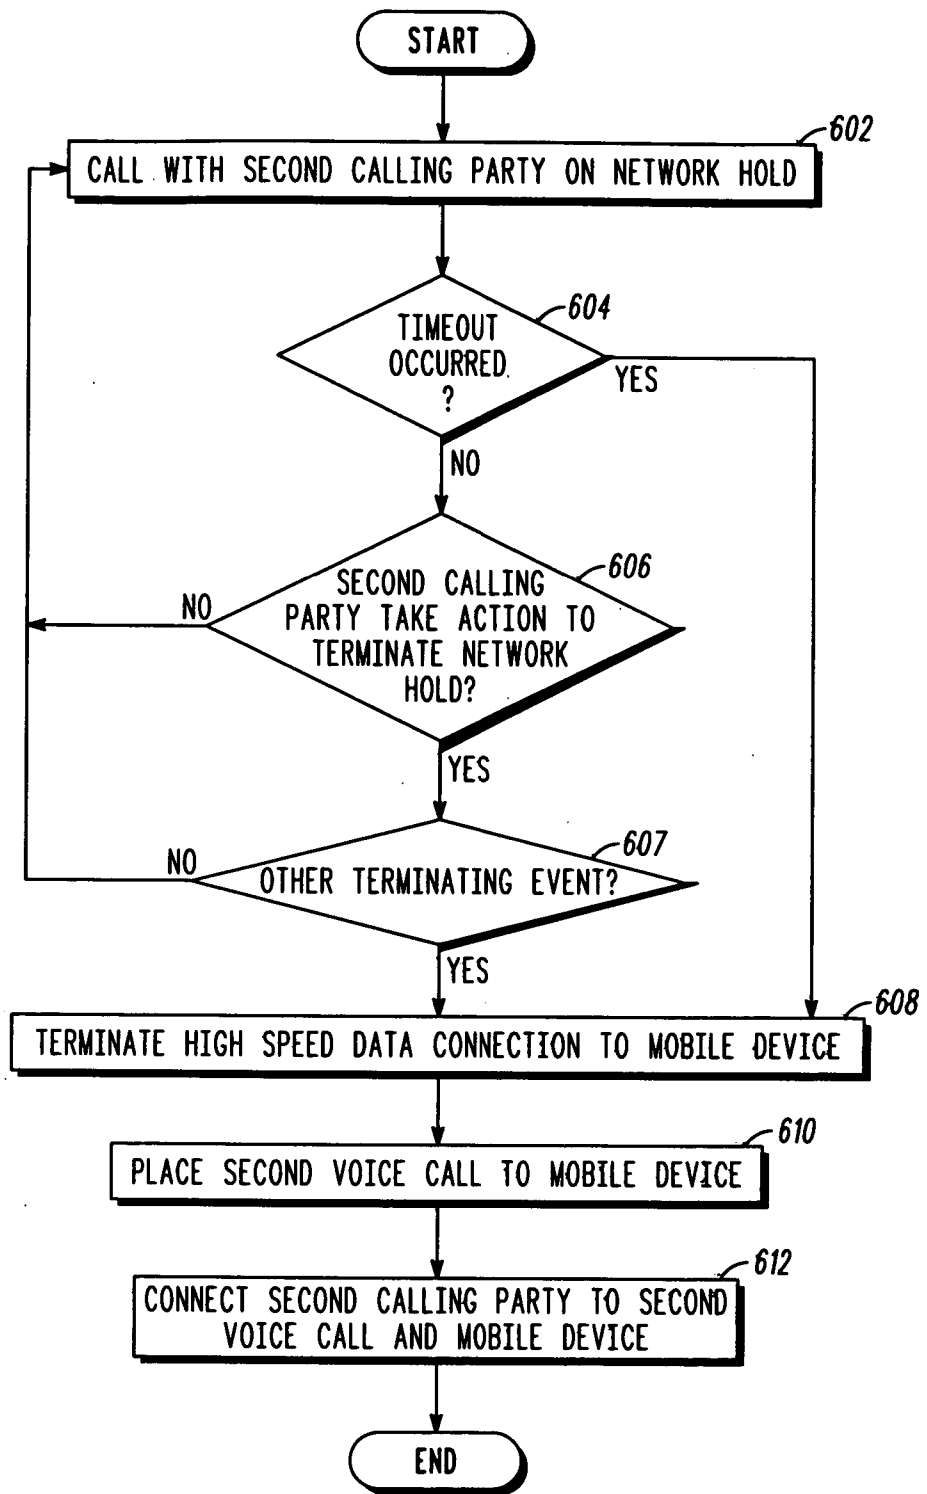 START
602
CALL WITH SECOND CALLING PARTY ON NETWORK HOLD
604
TIMEOUT
OCCURRED
?
YES
NO
606
SECOND CALLING
PARTY TAKE ACTION TO
TERMINATE NETWORK
HOLD?
NO
YES
607
NO
OTHER TERMINATING EVENT?
YES
608
TERMINATE HIGH SPEED DATA CONNECTION TO MOBILE DEVICE
610
PLACE SECOND VOICE CALL TO MOBILE DEVICE
612
CONNECT SECOND CALLING PARTY TO SECOND
VOICE CALL AND MOBILE DEVICE
END